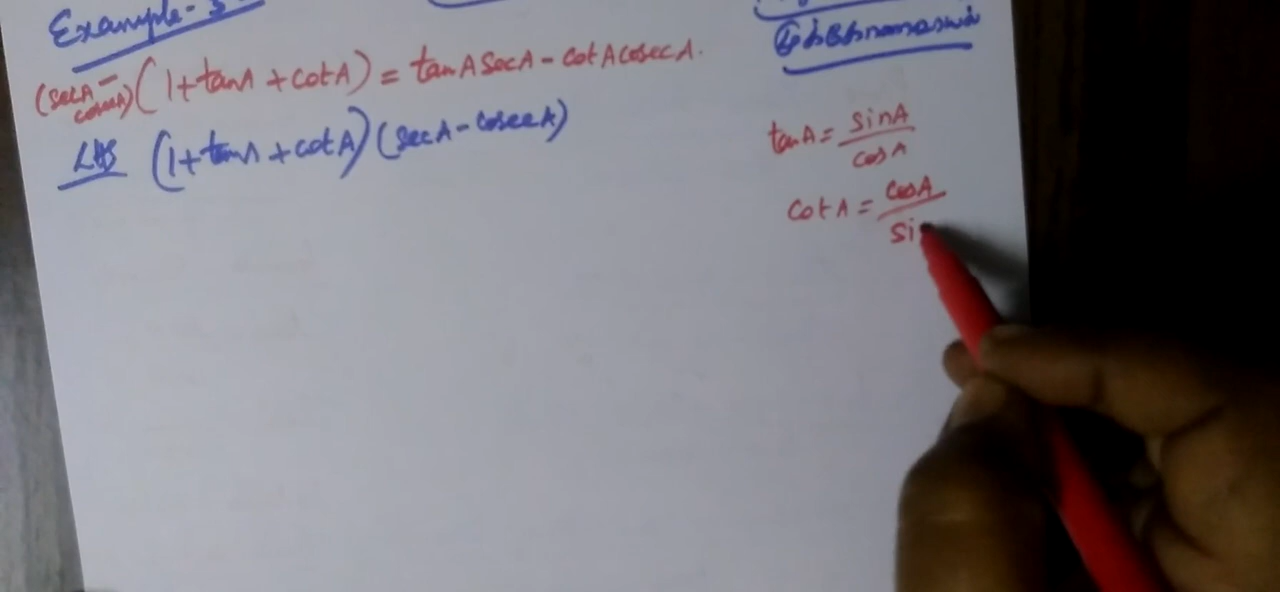 Example-3
(secA - cosecA) (1+tanA + cotA) = tanA secA - cotA cosecA.
LHS (1+tanA + cotA) (secA - cosecA)
tanA = sinA / cosA
cotA = cosA / si